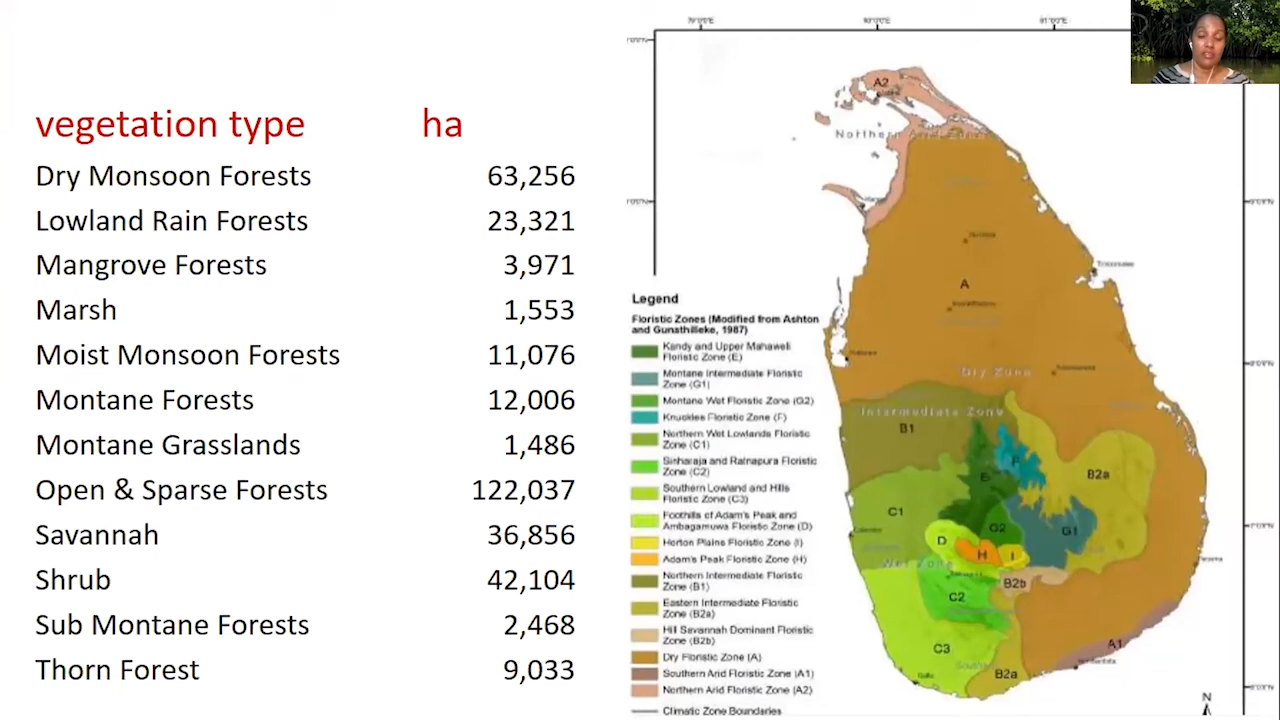 vegetation type ha
Dry Monsoon Forests 63,256
Lowland Rain Forests 23,321
Mangrove Forests 3,971
Marsh 1,553
Moist Monsoon Forests 11,076
Montane Forests 12,006
Montane Grasslands 1,486
Open & Sparse Forests 122,037
Savannah 36,856
Shrub 42,104
Sub Montane Forests 2,468
Thorn Forest 9,033
A2
Northern Arid Zone
A
Dry Zone
Intermediate Zone
B1
F
E
B2a
C1
G2
G1
D
H
I
Wet Zone
B2b
C2
C3
A1
B2a
N
Legend
Floristic Zones (Modified from Ashton
and Gunathilleke, 1987)
Kandy and Upper Mahaweli
Floristic Zone (E)
Montane Intermediate Floristic
Zone (G1)
Montane Wet Floristic Zone (G2)
Knuckles Floristic Zone (F)
Northern Wet Lowlands Floristic
Zone (C1)
Sinharaja and Ratnapura Floristic
Zone (C2)
Southern Lowland and Hills
Floristic Zone (C3)
Foothills of Adam's Peak and
Ambagamuwa Floristic Zone (D)
Horton Plains Floristic Zone (I)
Adam's Peak Floristic Zone (H)
Northern Intermediate Floristic
Zone (B1)
Eastern Intermediate Floristic
Zone (B2a)
Hill Savannah Dominant Floristic
Zone (B2b)
Dry Floristic Zone (A)
Southern Arid Floristic Zone (A1)
Northern Arid Floristic Zone (A2)
Climatic Zone Boundaries